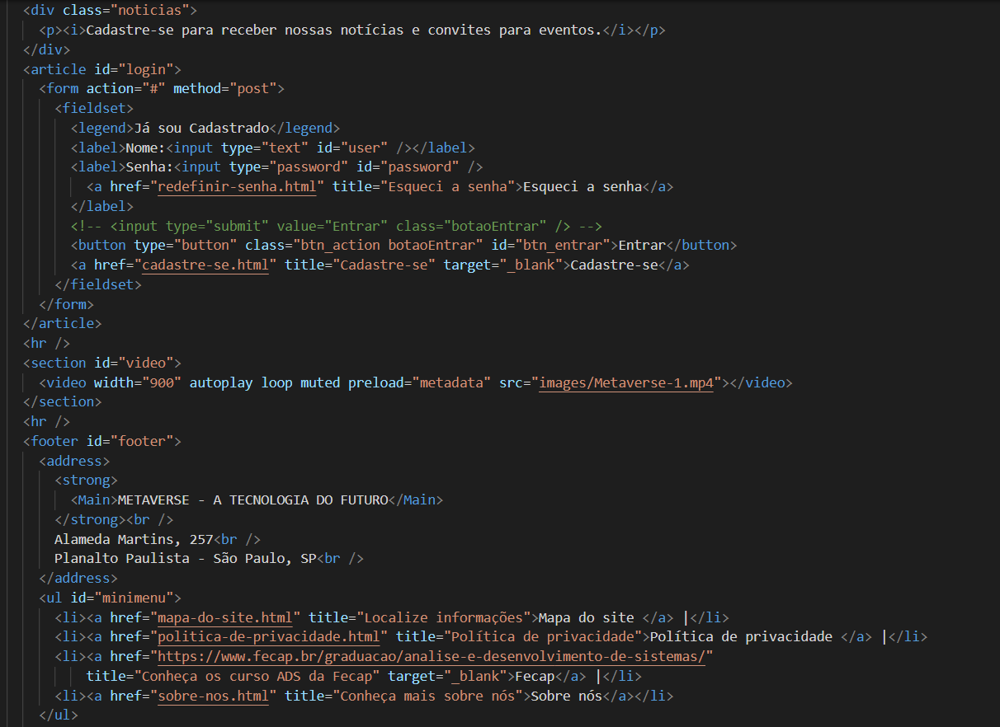 <div class="noticias">
<p><i>Cadastre-se para receber nossas notícias e convites para eventos.</i></p>
</div>
<article id="login">
<form action="#" method="post">
<fieldset>
<legend>Já sou Cadastrado</legend>
<label>Nome:<input type="text" id="user" /></label>
<label>Senha:<input type="password" id="password" />
<a href="redefinir-senha.html" title="Esqueci a senha">Esqueci a senha</a>
</label>
<!-- <input type="submit" value="Entrar" class="botaoEntrar" /> -->
<button type="button" class="btn_action botaoEntrar" id="btn_entrar">Entrar</button>
<a href="cadastre-se.html" title="Cadastre-se" target="_blank">Cadastre-se</a>
</fieldset>
</form>
</article>
<hr />
<section id="video">
<video width="900" autoplay loop muted preload="metadata" src="images/Metaverse-1.mp4"></video>
</section>
<hr />
<footer id="footer">
<address>
<strong>
<Main>METAVERSE - A TECNOLOGIA DO FUTURO</Main>
</strong><br />
Alameda Martins, 257<br />
Planalto Paulista - São Paulo, SP<br />
</address>
<ul id="minimenu">
<li><a href="mapa-do-site.html" title="Localize informações">Mapa do site </a> |</li>
<li><a href="politica-de-privacidade.html" title="Política de privacidade">Política de privacidade </a> |</li>
<li><a href="https://www.fecap.br/graduacao/analise-e-desenvolvimento-de-sistemas/"
title="Conheça os curso ADS da Fecap" target="_blank">Fecap</a> |</li>
<li><a href="sobre-nos.html" title="Conheça mais sobre nós">Sobre nós</a></li>
</ul>